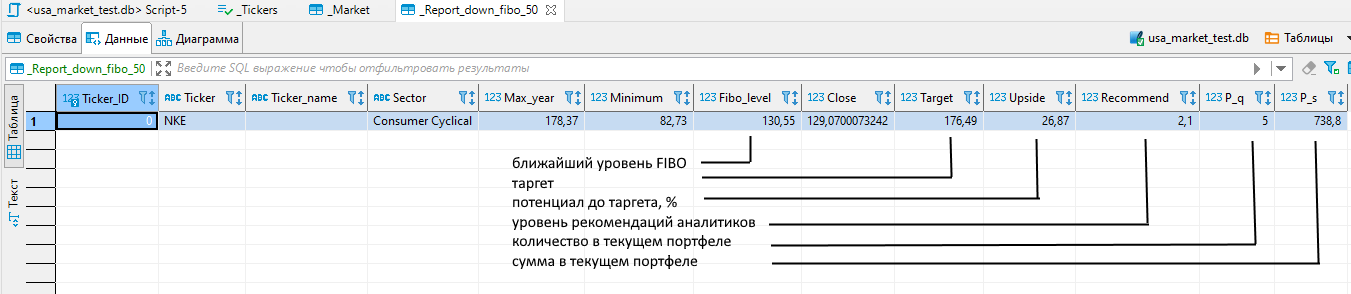 <usa_market_test.db> Script-5 _Tickers _Market _Report_down_fibo_50
Свойства Данные Диаграмма usa_market_test.db Таблицы
_Report_down_fibo_50 Введите SQL выражение чтобы отфильтровать результаты
Таблица
Текст
123 Ticker_ID ABC Ticker ABC Ticker_name ABC Sector 123 Max_year 123 Minimum 123 Fibo_level 123 Close 123 Target 123 Upside 123 Recommend 123 P_q 123 P_s
1 0 NKE Consumer Cyclical 178,37 82,73 130,55 129,0700073242 176,49 26,87 2,1 5 738,8
ближайший уровень FIBO
таргет
потенциал до таргета, %
уровень рекомендаций аналитиков
количество в текущем портфеле
сумма в текущем портфеле